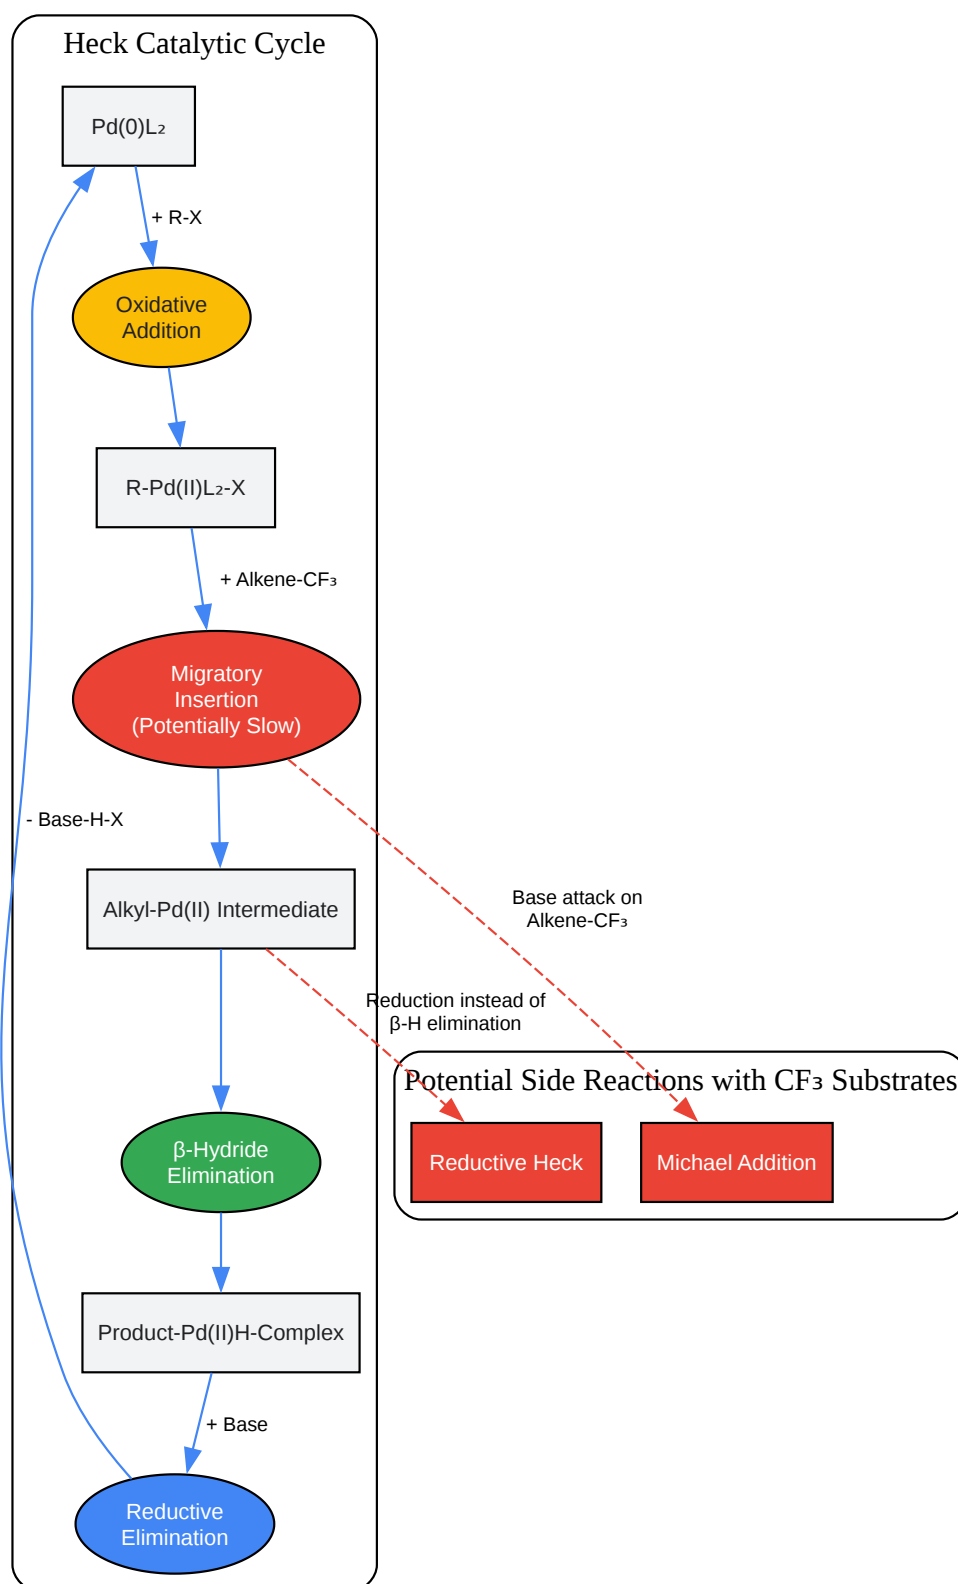 Heck Catalytic Cycle
Pd(0)L₂
+ R-X
Oxidative
Addition
R-Pd(II)L₂-X
+ Alkene-CF₃
Migratory
Insertion
(Potentially Slow)
- Base-H-X
Alkyl-Pd(II) Intermediate
Base attack on
Alkene-CF₃
Reduction instead of
β-H elimination
Potential Side Reactions with CF₃ Substrates
Reductive Heck
Michael Addition
β-Hydride
Elimination
Product-Pd(II)H-Complex
+ Base
Reductive
Elimination